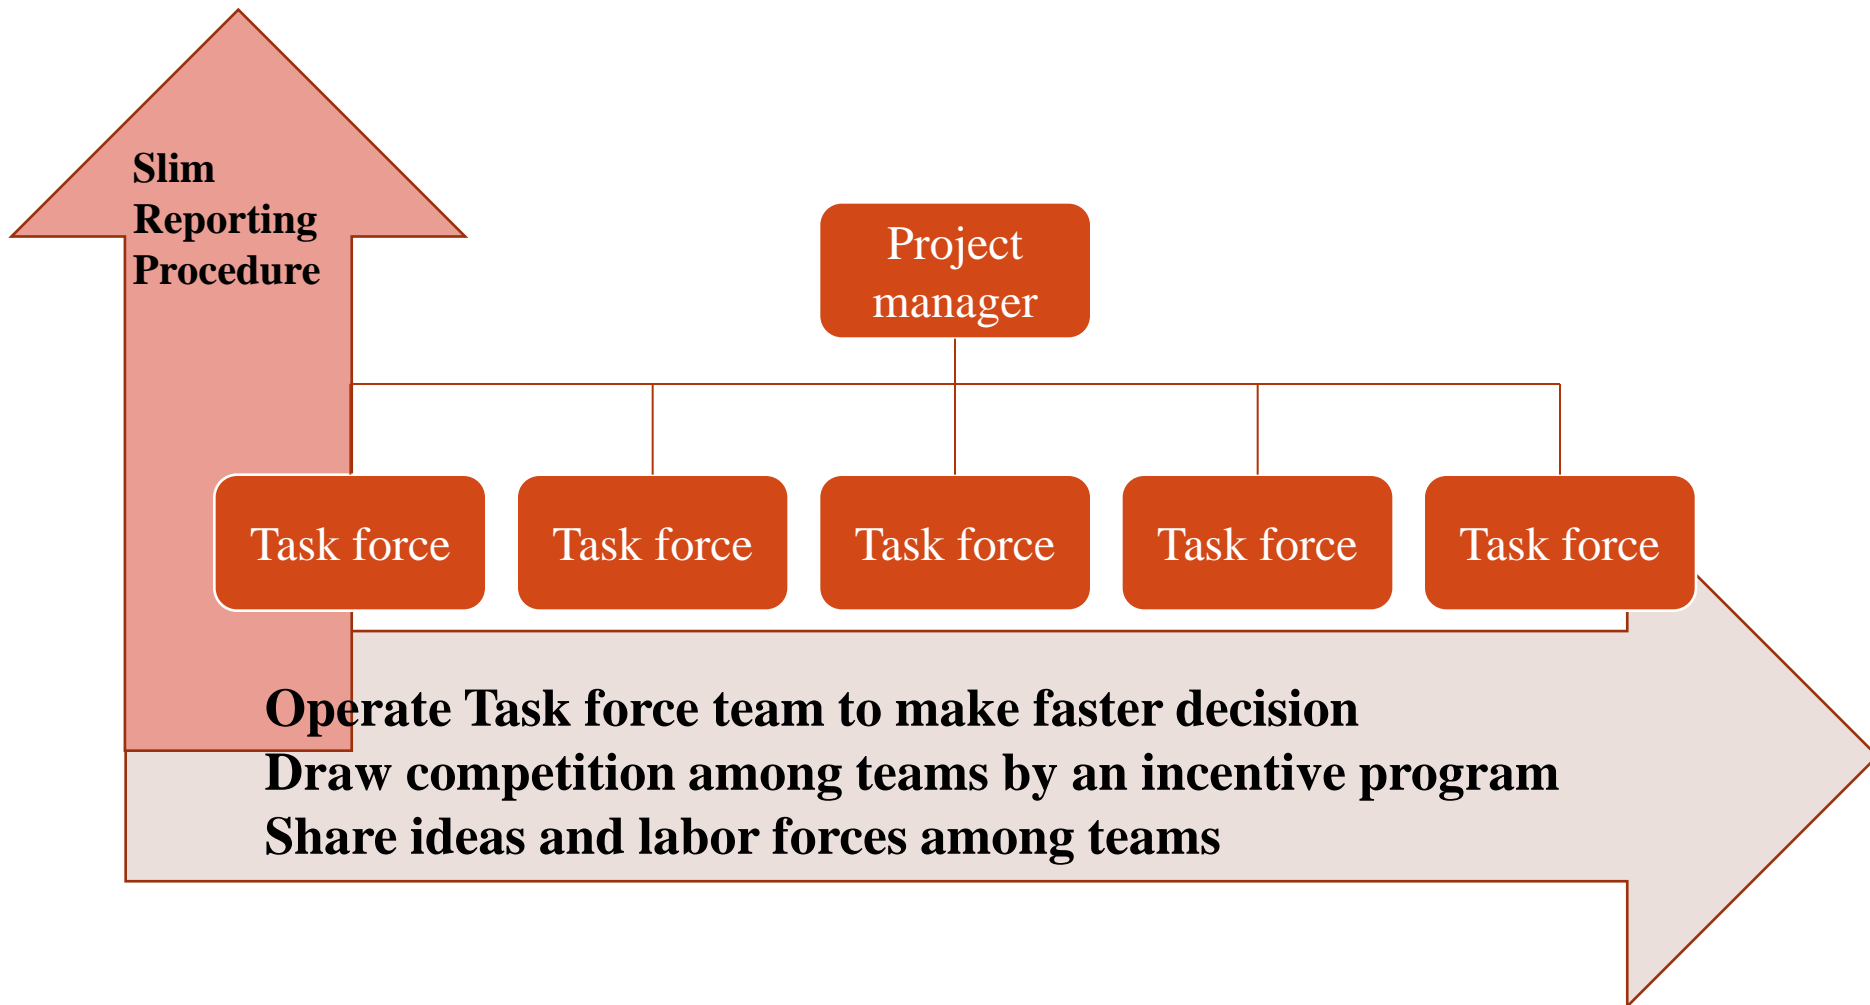 Slim
Reporting
Procedure
Project
manager
Task force
Task force
Task force
Task force
Task force
Operate Task force team to make faster decision
Draw competition among teams by an incentive program
Share ideas and labor forces among teams